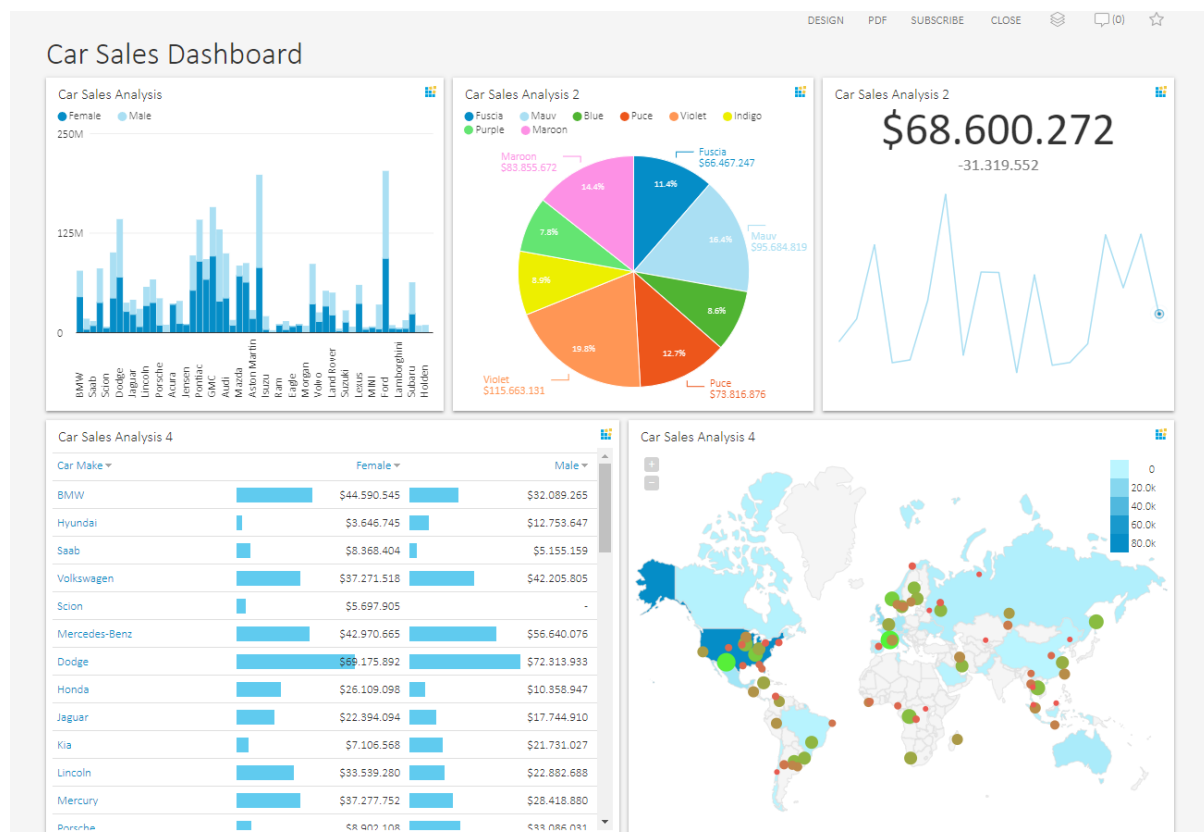 DESIGN PDF SUBSCRIBE CLOSE (0)
Car Sales Dashboard
Car Sales Analysis
Female Male
250M
125M
0
BMW
Saab
Scion
Dodge
Jaguar
Lincoln
Porsche
Acura
Jensen
Pontiac
GMC
Audi
Mazda
Aston Martin
Isuzu
Ram
Eagle
Morgan
Volvo
Land Rover
Suzuki
Lexus
MINI
Ford
Lamborghini
Subaru
Holden
Car Sales Analysis 2
Fuscia Mauv Blue Puce Violet Indigo
Purple Maroon
Maroon
$83.855.672
Fuscia
$66.467.247
14.4%
11.4%
7.8%
16.4%
Mauv
$95.684.819
8.9%
8.6%
19.8%
12.7%
Violet
$115.663.131
Puce
$73.816.876
Car Sales Analysis 2
$68.600.272
-31.319.552
Car Sales Analysis 4
Car Make Female Male
BMW $44.590.545 $32.089.265
Hyundai $3.646.745 $12.753.647
Saab $8.368.404 $5.155.159
Volkswagen $37.271.518 $42.205.805
Scion $5.697.905 -
Mercedes-Benz $42.970.665 $56.640.076
Dodge $69.175.892 $72.313.933
Honda $26.109.098 $10.358.947
Jaguar $22.394.094 $17.744.910
Kia $7.106.568 $21.731.027
Lincoln $33.539.280 $22.882.688
Mercury $37.277.752 $28.418.880
Porsche $8.902.108 $33.086.031
Car Sales Analysis 4
+
−
0
20.0k
40.0k
60.0k
80.0k